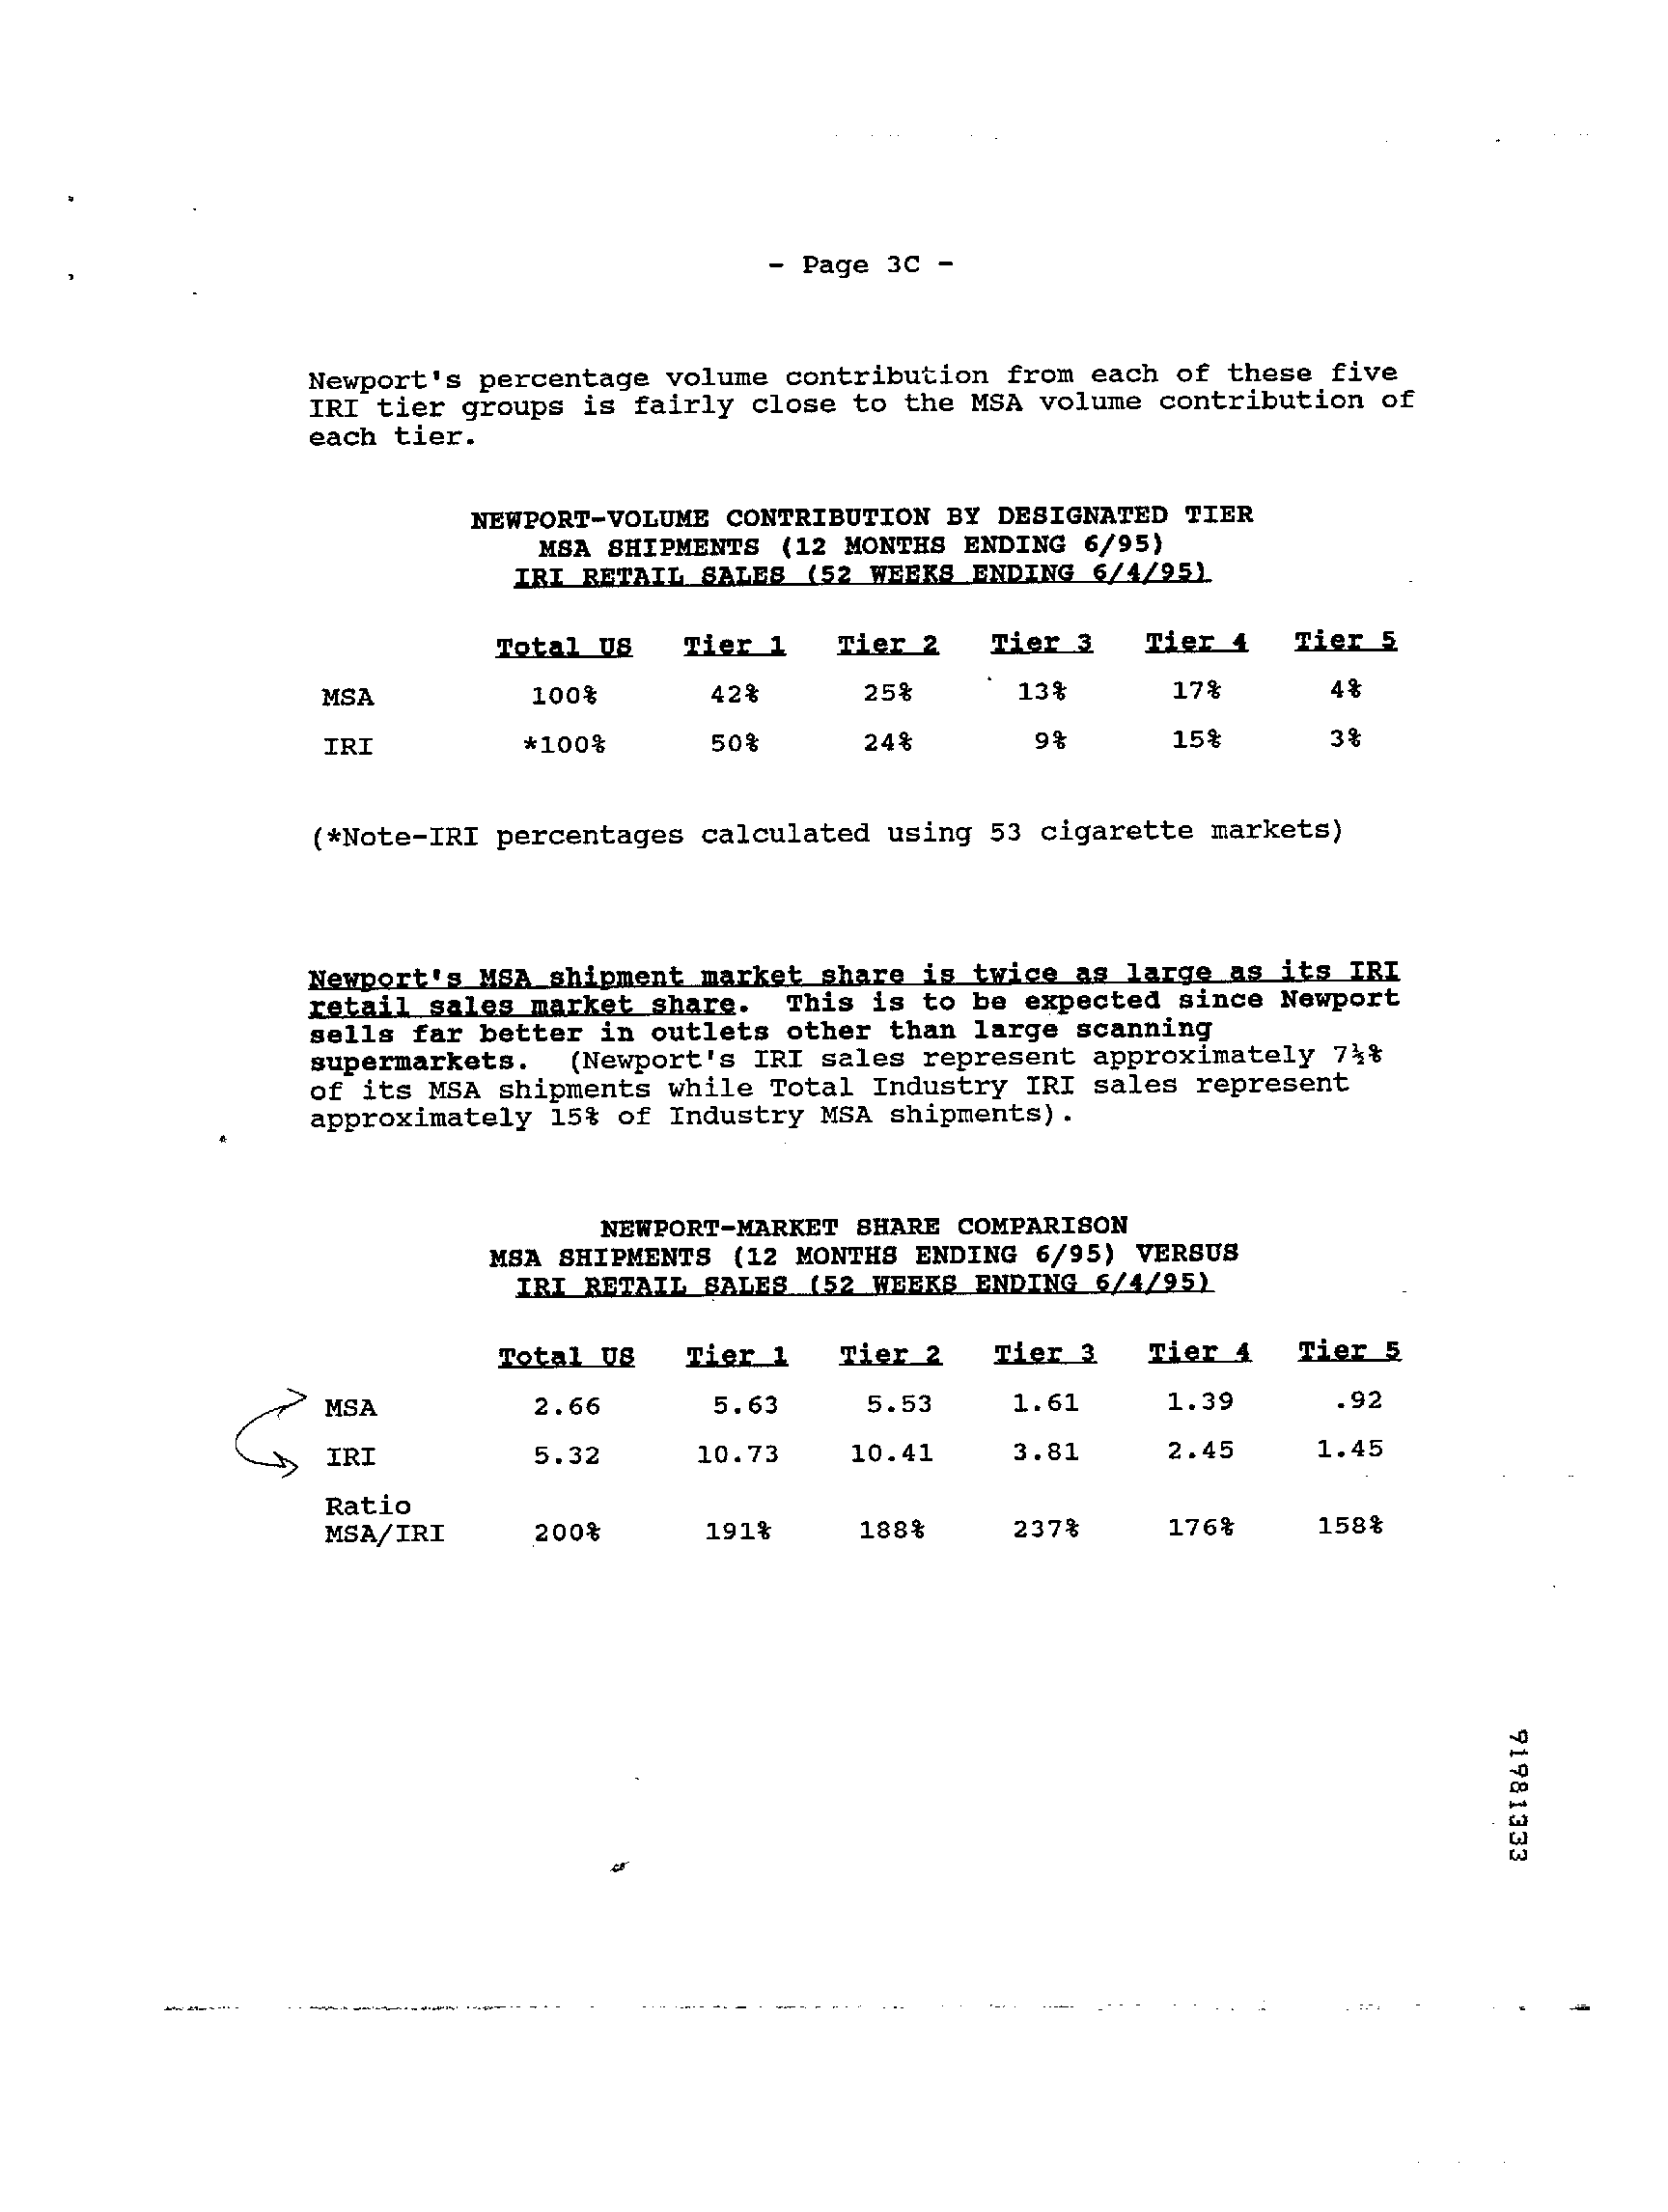 - Page 3C -
Newport's percentage volume contribution from each of these five
IRI tier groups is fairly close to the MSA volume contribution of
each tier.
NEWPORT-VOLUME CONTRIBUTION BY DESIGNATED TIER
MSA SHIPMENTS (12 MONTHS ENDING 6/95)
IRI RETAIL SALES (52 WEEKS ENDING 6/4/95)
Total US Tier 1 Tier 2 Tier 3 Tier 4 Tier 5
MSA 100% 42% 25% 13% 17% 4%
IRI *100% 50% 24% 9% 15% 3%
(*Note-IRI percentages calculated using 53 cigarette markets)
Newport's MSA shipment market share is twice as large as its IRI
retail sales market share. This is to be expected since Newport
sells far better in outlets other than large scanning
supermarkets. (Newport's IRI sales represent approximately 7½%
of its MSA shipments while Total Industry IRI sales represent
approximately 15% of Industry MSA shipments).
NEWPORT-MARKET SHARE COMPARISON
MSA SHIPMENTS (12 MONTHS ENDING 6/95) VERSUS
IRI RETAIL SALES (52 WEEKS ENDING 6/4/95)
Total US Tier 1 Tier 2 Tier 3 Tier 4 Tier 5
MSA 2.66 5.63 5.53 1.61 1.39 .92
IRI 5.32 10.73 10.41 3.81 2.45 1.45
Ratio
MSA/IRI 200% 191% 188% 237% 176% 158%
91981333